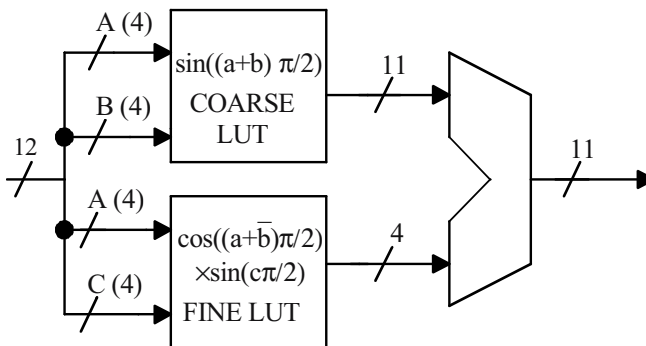 A (4)
sin((a+b) π/2)
COARSE
LUT
11
B (4)
12
11
A (4)
cos((a+b̅)π/2)
×sin(cπ/2)
FINE LUT
4
C (4)